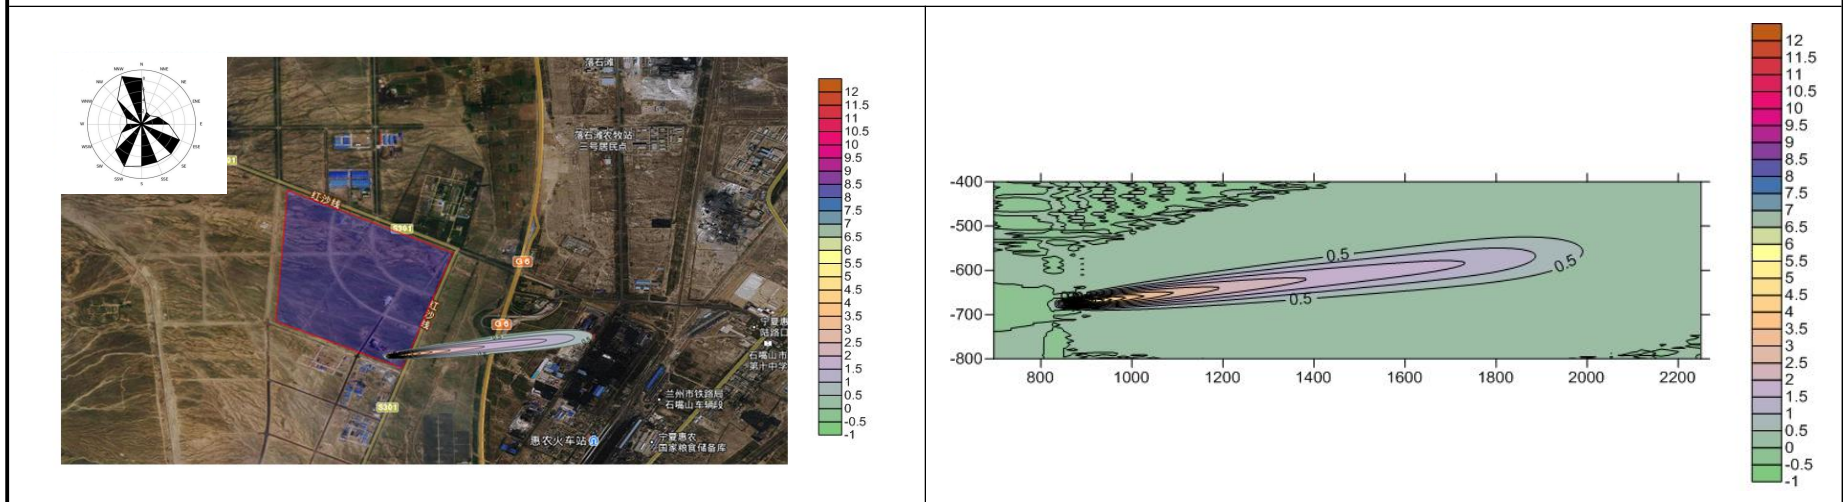 N
NNW
NNE
NW
NE
WNW
ENE
W
E
WSW
ESE
SW
SE
SSW
SSE
S
落石滩
落石滩农牧站
三号居民点
红沙线
S301
G6
红沙线
G6
宁夏惠
陆路口
石嘴山市
第十中学
兰州市铁路局
石嘴山车辆段
S301
惠农火车站
宁夏惠农
国家粮食储备库
12
11.5
11
10.5
10
9.5
9
8.5
8
7.5
7
6.5
6
5.5
5
4.5
4
3.5
3
2.5
2
1.5
1
0.5
0
-0.5
-1
-400
-500
-600
-700
-800
0.5
0.5
0.5
800
1000
1200
1400
1600
1800
2000
2200
12
11.5
11
10.5
10
9.5
9
8.5
8
7.5
7
6.5
6
5.5
5
4.5
4
3.5
3
2.5
2
1.5
1
0.5
0
-0.5
-1